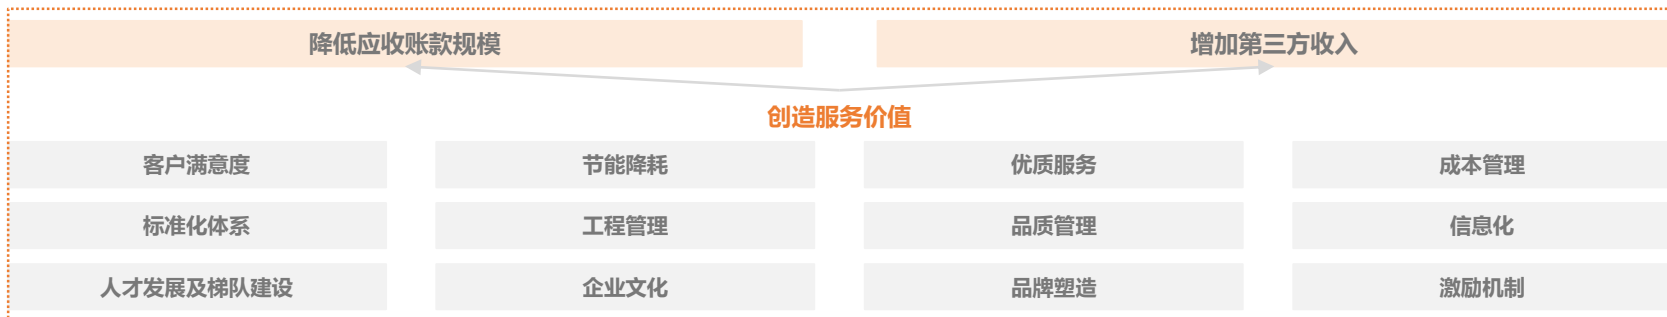 降低应收账款规模
增加第三方收入
创造服务价值
客户满意度
节能降耗
优质服务
成本管理
标准化体系
工程管理
品质管理
信息化
人才发展及梯队建设
企业文化
品牌塑造
激励机制